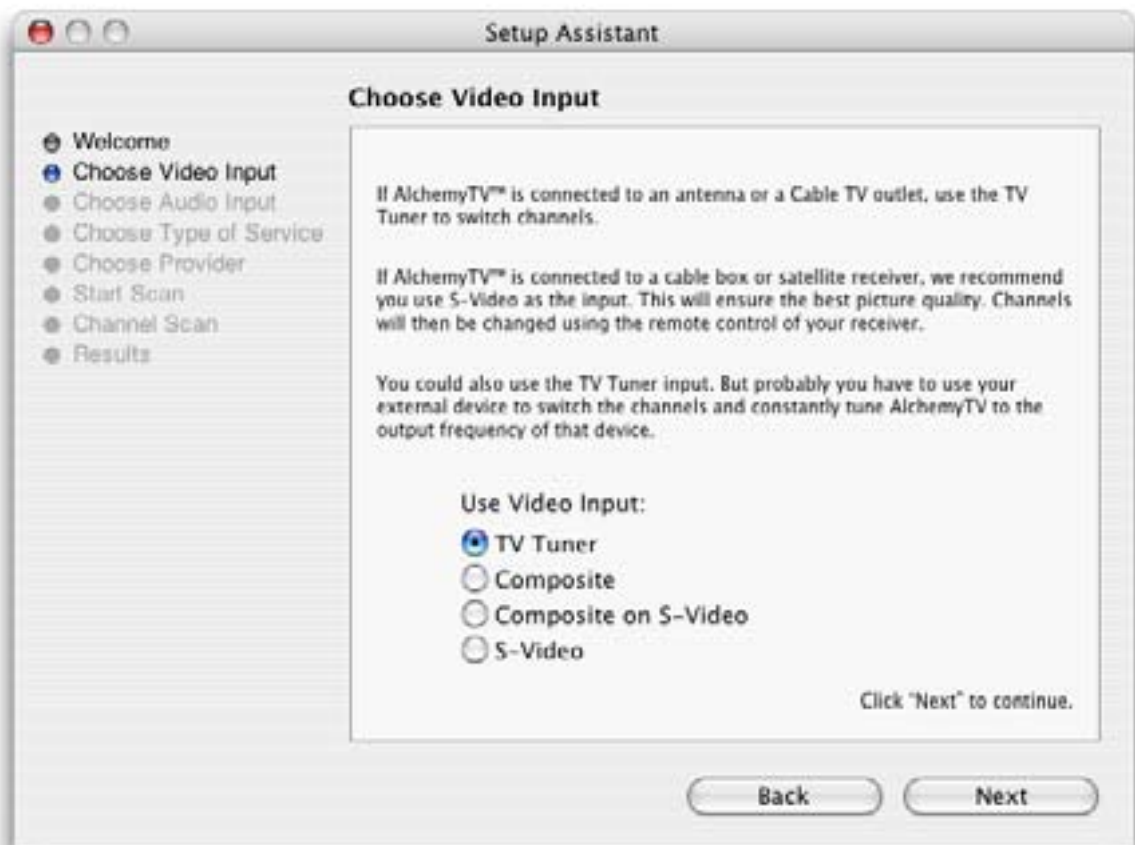 Setup Assistant
Choose Video Input
Welcome
Choose Video Input
Choose Audio Input
Choose Type of Service
Choose Provider
Start Scan
Channel Scan
Results
If AlchemyTV™ is connected to an antenna or a Cable TV outlet, use the TV
Tuner to switch channels.
If AlchemyTV™ is connected to a cable box or satellite receiver, we recommend
you use S-Video as the input. This will ensure the best picture quality. Channels
will then be changed using the remote control of your receiver.
You could also use the TV Tuner input. But probably you have to use your
external device to switch the channels and constantly tune AlchemyTV to the
output frequency of that device.
Use Video Input:
TV Tuner
Composite
Composite on S-Video
S-Video
Click "Next" to continue.
Back
Next